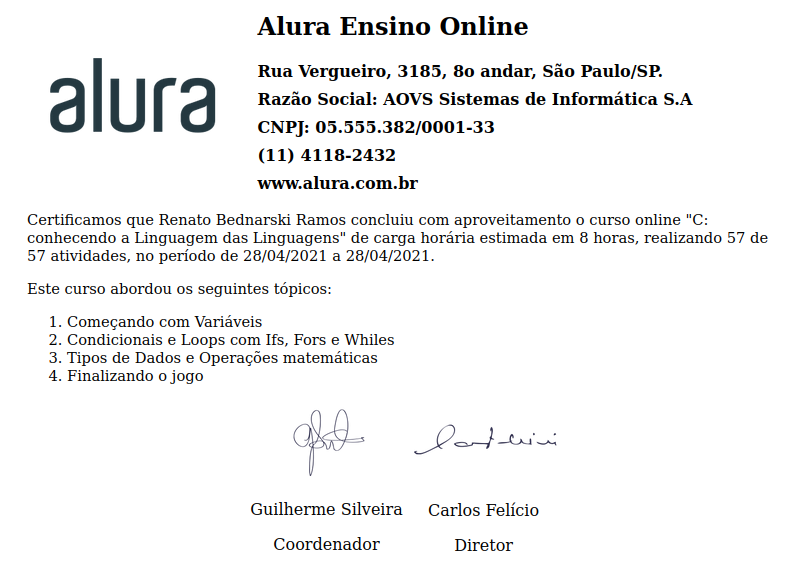 Alura Ensino Online
alura
Rua Vergueiro, 3185, 8o andar, São Paulo/SP.
Razão Social: AOVS Sistemas de Informática S.A
CNPJ: 05.555.382/0001-33
(11) 4118-2432
www.alura.com.br
Certificamos que Renato Bednarski Ramos concluiu com aproveitamento o curso online "C:
conhecendo a Linguagem das Linguagens" de carga horária estimada em 8 horas, realizando 57 de
57 atividades, no período de 28/04/2021 a 28/04/2021.
Este curso abordou os seguintes tópicos:
1. Começando com Variáveis
2. Condicionais e Loops com Ifs, Fors e Whiles
3. Tipos de Dados e Operações matemáticas
4. Finalizando o jogo
Guilherme Silveira
Carlos Felício
Coordenador
Diretor